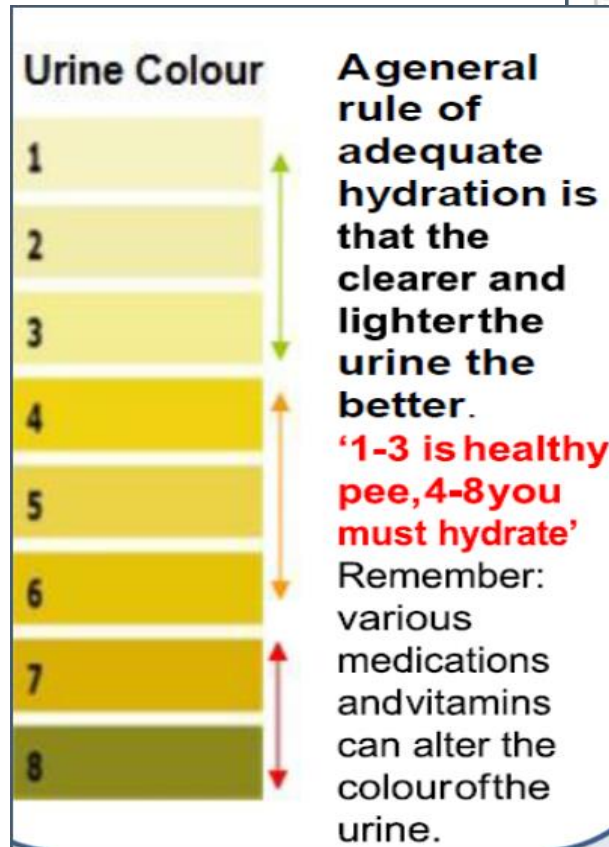 Urine Colour
1
2
3
4
5
6
7
8
Ageneral
rule of
adequate
hydration is
that the
clearer and
lighterthe
urine the
better.
‘1-3 is healthy
pee,4-8you
must hydrate’
Remember:
various
medications
andvitamins
can alter the
colourofthe
urine.